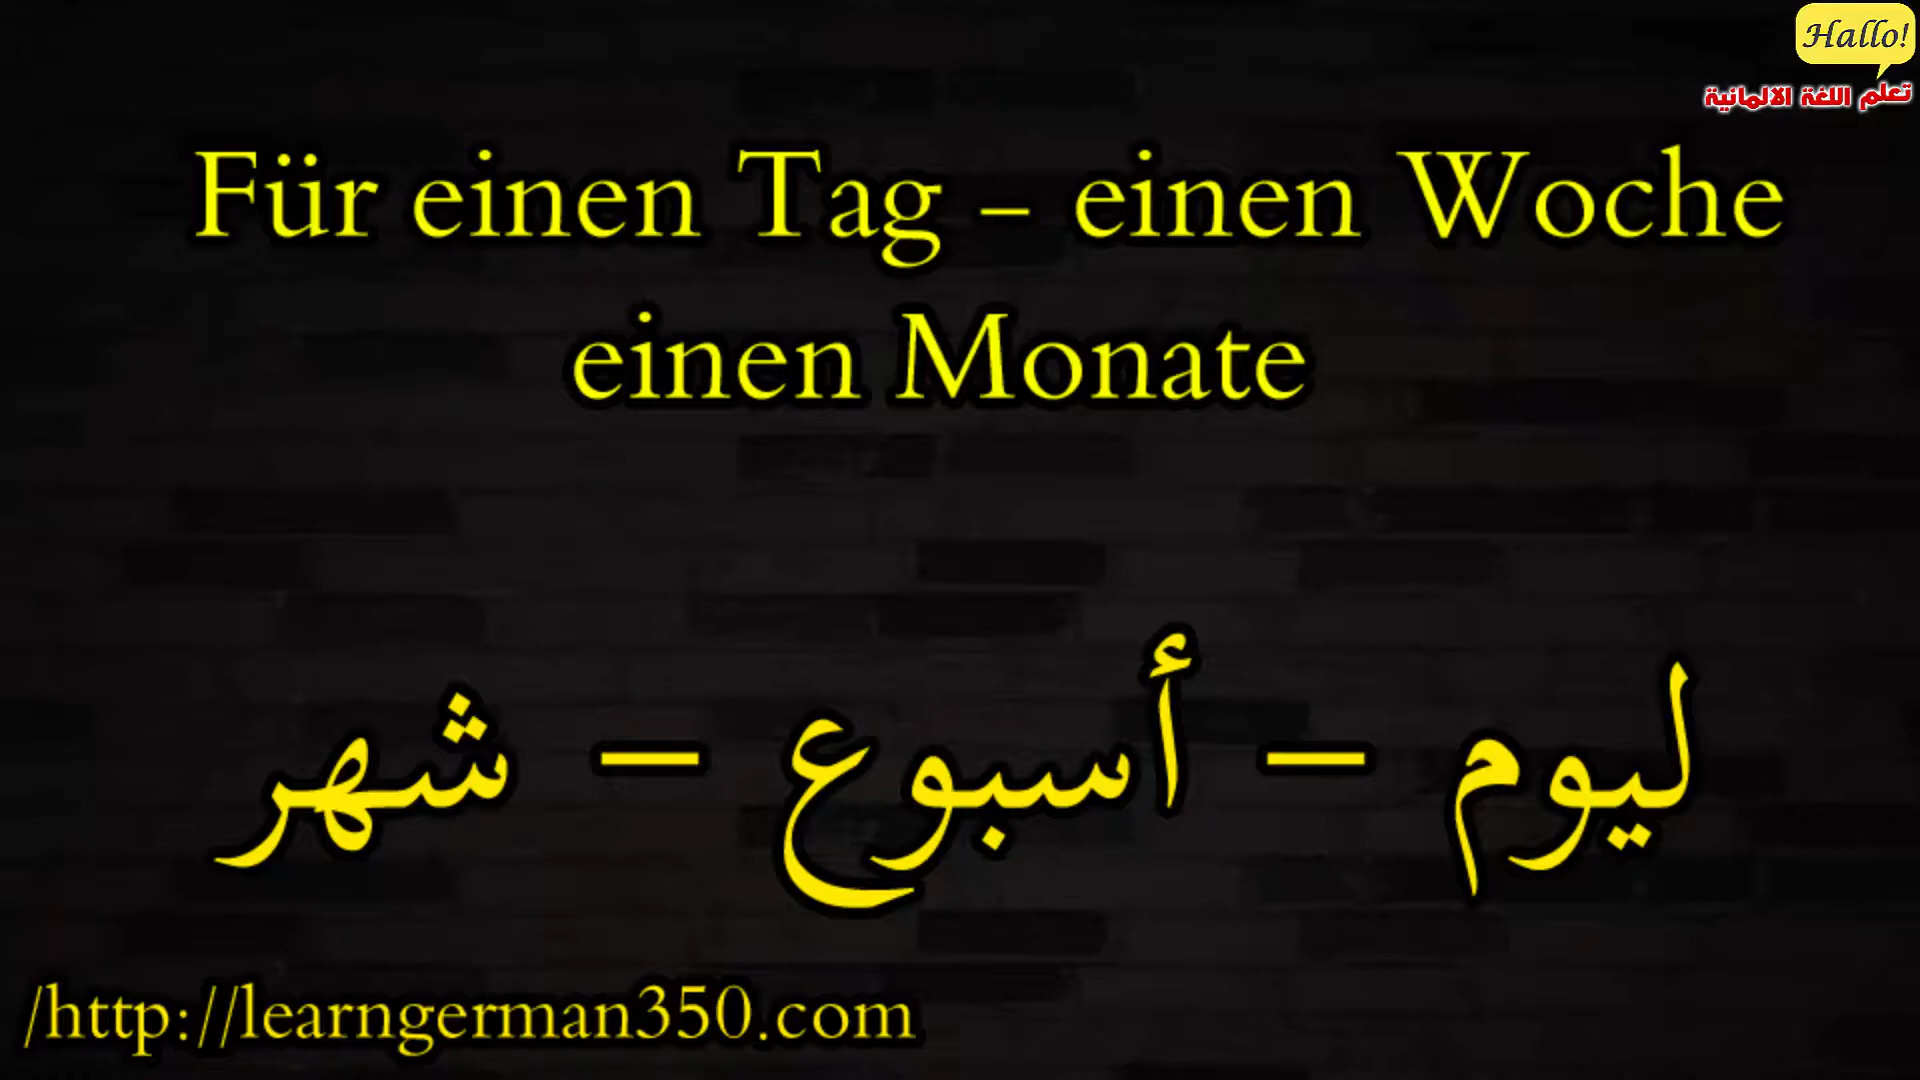 Hallo!
تعلم اللغة الالمانية
Für einen Tag – einen Woche
einen Monate
ليوم – أسبوع – شهر
/http://learngerman350.com